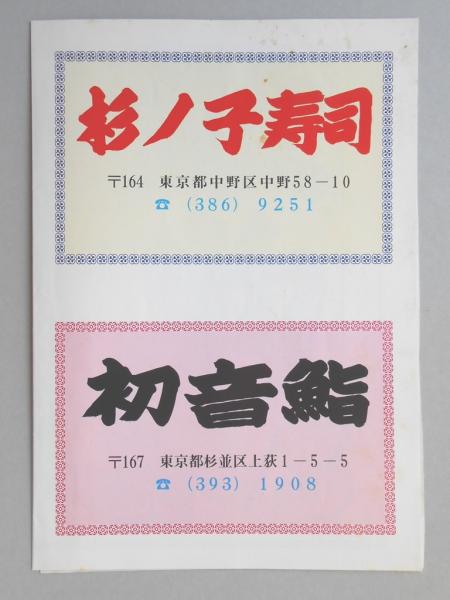 杉ノ子寿司
〒164 東京都中野区中野58-10
☎ (386) 9251
初音鮨
〒167 東京都杉並区上荻1-5-5
☎ (393) 1908